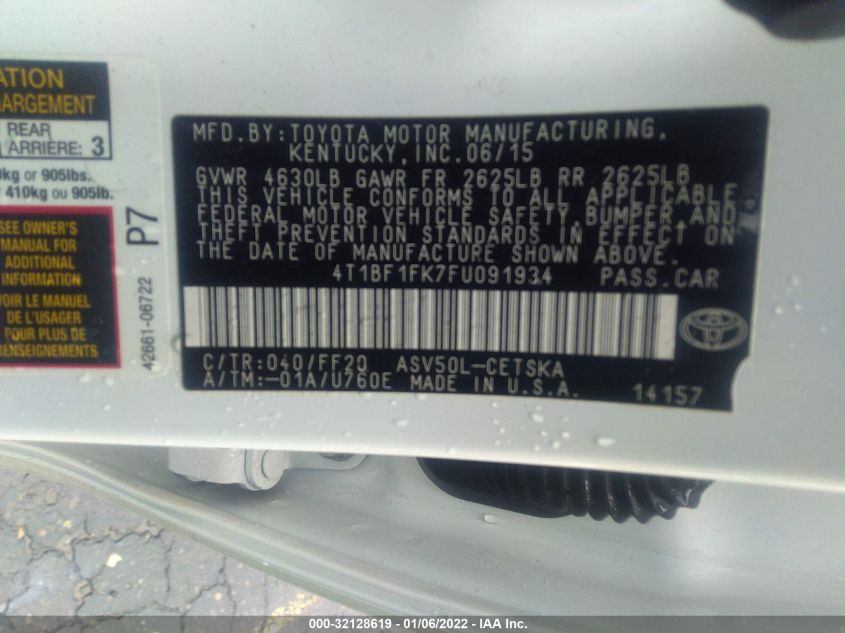 ATION
HARGEMENT
REAR
ARRIÈRE: 3
kg or 905lbs.
410kg ou 905lb.
SEE OWNER'S
MANUAL FOR
ADDITIONAL
INFORMATION
VOIR LE MANUEL
DE L'USAGER
POUR PLUS DE
RENSEIGNEMENTS
P7
42661-06722
MFD.BY:TOYOTA MOTOR MANUFACTURING,
KENTUCKY,INC.06/15
GVWR 4630LB GAWR FR 2625LB RR 2625LB
THIS VEHICLE CONFORMS TO ALL APPLICABLE
FEDERAL MOTOR VEHICLE SAFETY,BUMPER,AND
THEFT PREVENTION STANDARDS IN EFFECT ON
THE DATE OF MANUFACTURE SHOWN ABOVE.
4T1BF1FK7FU091934 PASS.CAR
C/TR:040/FF20 ASV50L-CETSKA
A/TM:-01A/U760E MADE IN U.S.A.
14157
000-32128619 - 01/06/2022 - IAA Inc.